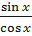 sin x
cos x